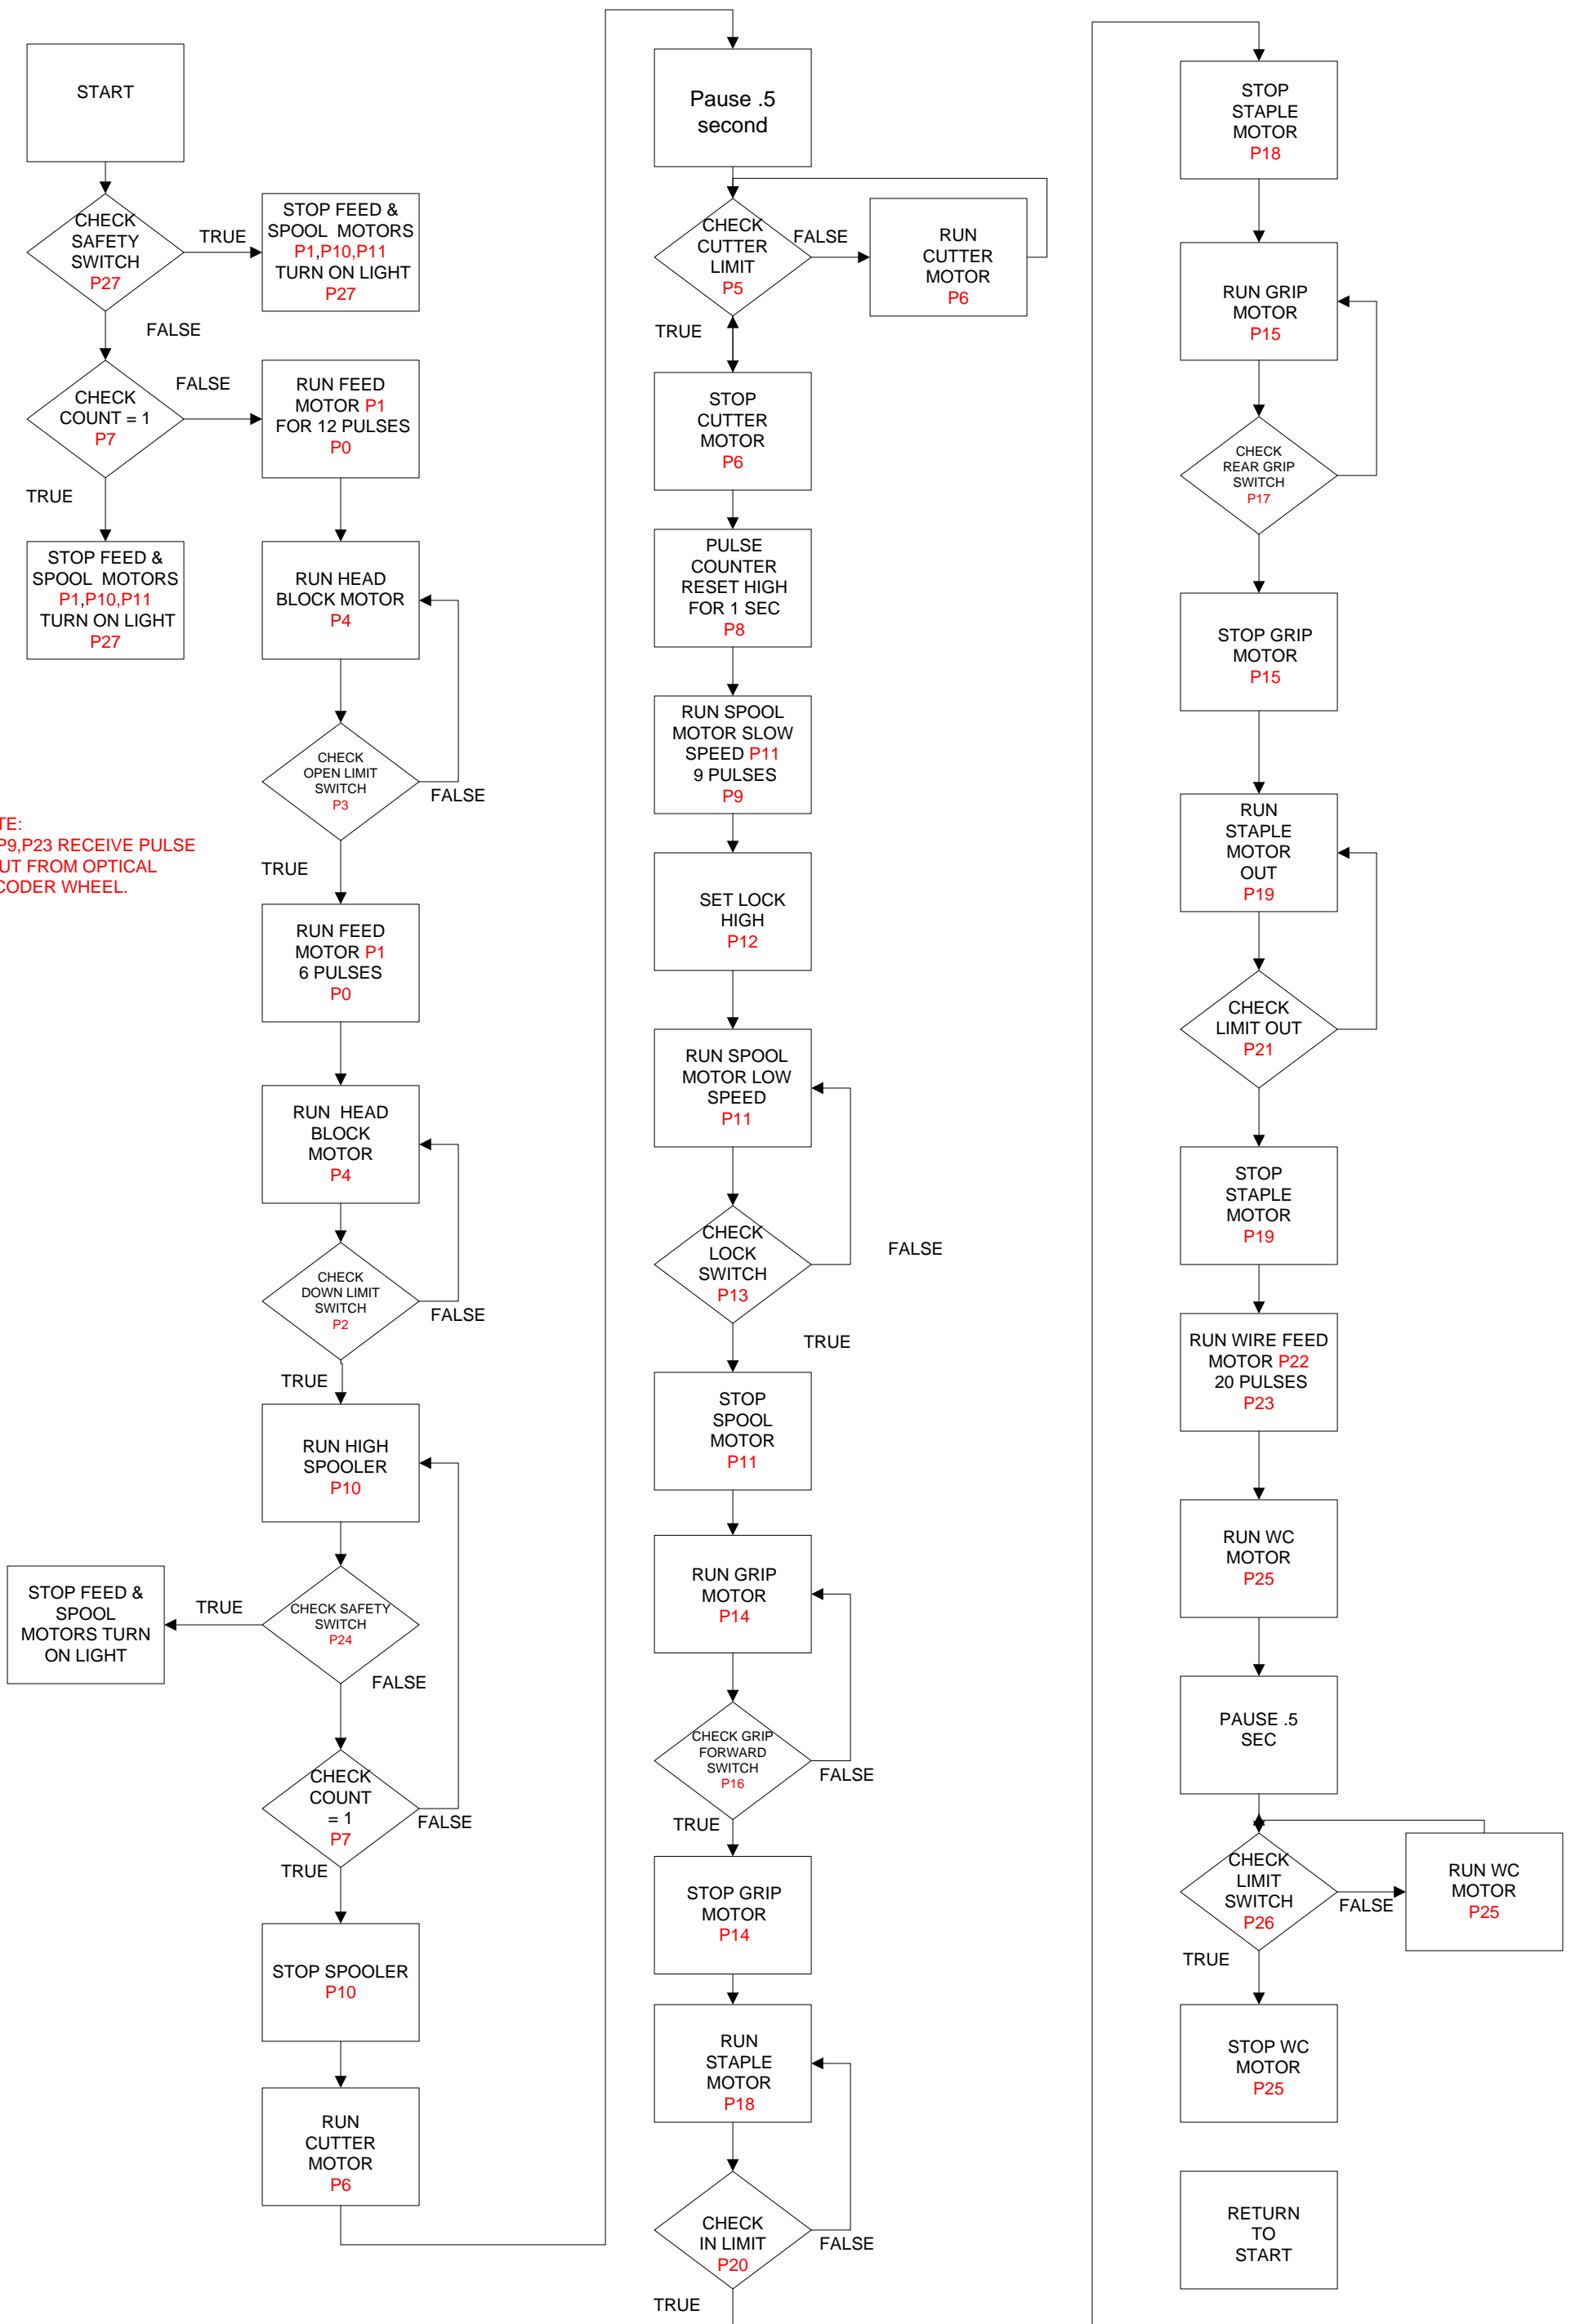 START
CHECK
SAFETY
SWITCH
P27
TRUE
STOP FEED &
SPOOL MOTORS
P1,P10,P11
TURN ON LIGHT
P27
FALSE
CHECK
COUNT = 1
P7
FALSE
RUN FEED
MOTOR P1
FOR 12 PULSES
P0
TRUE
STOP FEED &
SPOOL MOTORS
P1,P10,P11
TURN ON LIGHT
P27
RUN HEAD
BLOCK MOTOR
P4
CHECK
OPEN LIMIT
SWITCH
P3
FALSE
TE:
P9,P23 RECEIVE PULSE
UT FROM OPTICAL
CODER WHEEL.
TRUE
RUN FEED
MOTOR P1
6 PULSES
P0
RUN HEAD
BLOCK
MOTOR
P4
CHECK
DOWN LIMIT
SWITCH
P2
FALSE
TRUE
RUN HIGH
SPOOLER
P10
CHECK SAFETY
SWITCH
P24
TRUE
STOP FEED &
SPOOL
MOTORS TURN
ON LIGHT
FALSE
CHECK
COUNT
= 1
P7
FALSE
TRUE
STOP SPOOLER
P10
RUN
CUTTER
MOTOR
P6
Pause .5
second
CHECK
CUTTER
LIMIT
P5
FALSE
RUN
CUTTER
MOTOR
P6
TRUE
STOP
CUTTER
MOTOR
P6
PULSE
COUNTER
RESET HIGH
FOR 1 SEC
P8
RUN SPOOL
MOTOR SLOW
SPEED P11
9 PULSES
P9
SET LOCK
HIGH
P12
RUN SPOOL
MOTOR LOW
SPEED
P11
CHECK
LOCK
SWITCH
P13
FALSE
TRUE
STOP
SPOOL
MOTOR
P11
RUN GRIP
MOTOR
P14
CHECK GRIP
FORWARD
SWITCH
P16
FALSE
TRUE
STOP GRIP
MOTOR
P14
RUN
STAPLE
MOTOR
P18
CHECK
IN LIMIT
P20
FALSE
TRUE
STOP
STAPLE
MOTOR
P18
RUN GRIP
MOTOR
P15
CHECK
REAR GRIP
SWITCH
P17
STOP GRIP
MOTOR
P15
RUN
STAPLE
MOTOR
OUT
P19
CHECK
LIMIT OUT
P21
STOP
STAPLE
MOTOR
P19
RUN WIRE FEED
MOTOR P22
20 PULSES
P23
RUN WC
MOTOR
P25
PAUSE .5
SEC
CHECK
LIMIT
SWITCH
P26
FALSE
RUN WC
MOTOR
P25
TRUE
STOP WC
MOTOR
P25
RETURN
TO
START